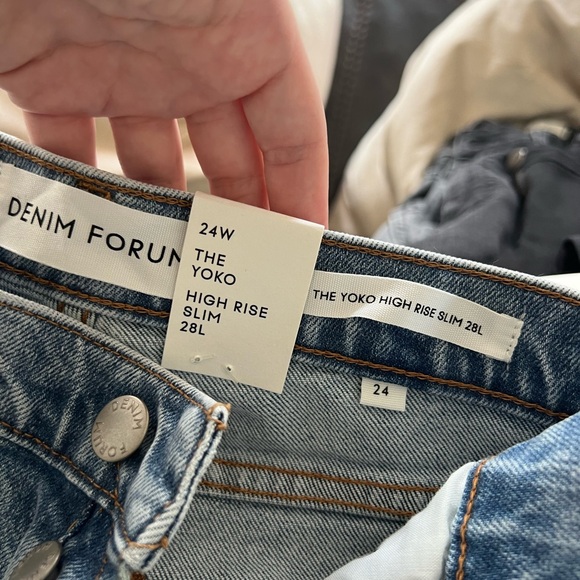 DENIM FORUM
24W
THE
YOKO
HIGH RISE
SLIM
28L
THE YOKO HIGH RISE SLIM 28L
24
DENIM
FORUM